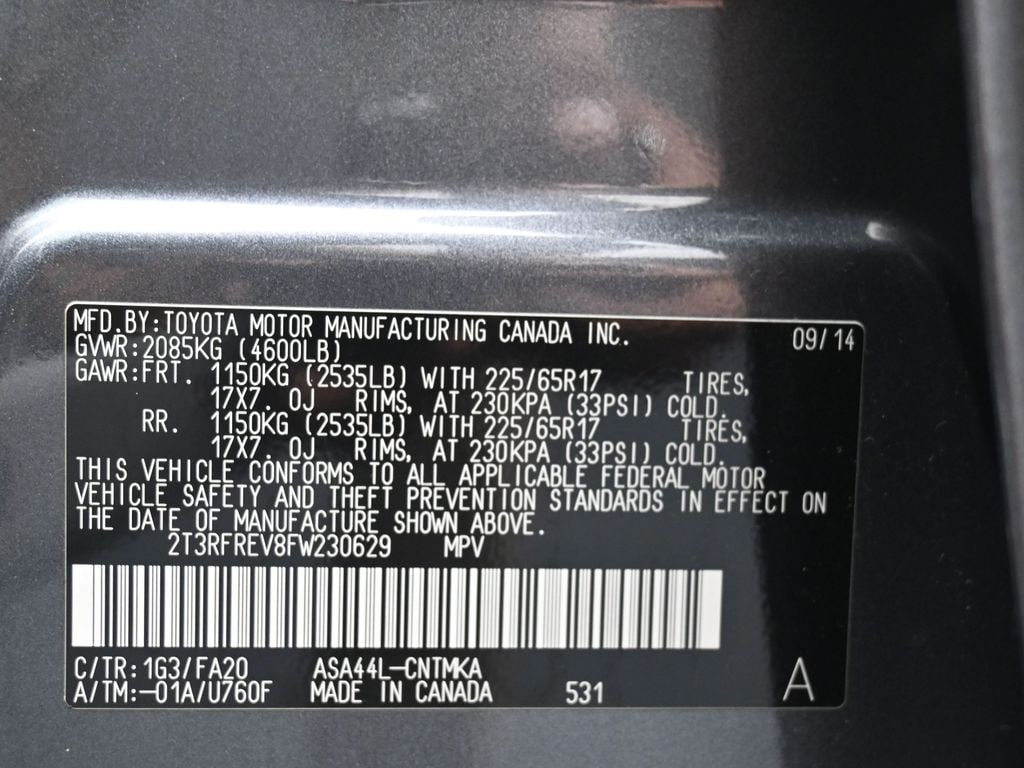 MFD.BY:TOYOTA MOTOR MANUFACTURING CANADA INC. 09/14
GVWR:2085KG (4600LB)
GAWR:FRT. 1150KG (2535LB) WITH 225/65R17 TIRES,
17X7. OJ RIMS, AT 230KPA (33PSI) COLD.
RR. 1150KG (2535LB) WITH 225/65R17 TIRES,
17X7. OJ RIMS, AT 230KPA (33PSI) COLD.
THIS VEHICLE CONFORMS TO ALL APPLICABLE FEDERAL MOTOR
VEHICLE SAFETY AND THEFT PREVENTION STANDARDS IN EFFECT ON
THE DATE OF MANUFACTURE SHOWN ABOVE.
2T3RFREV8FW230629 MPV
C/TR:1G3/FA20 ASA44L-CNTMKA
A/TM:-01A/U760F MADE IN CANADA 531 A